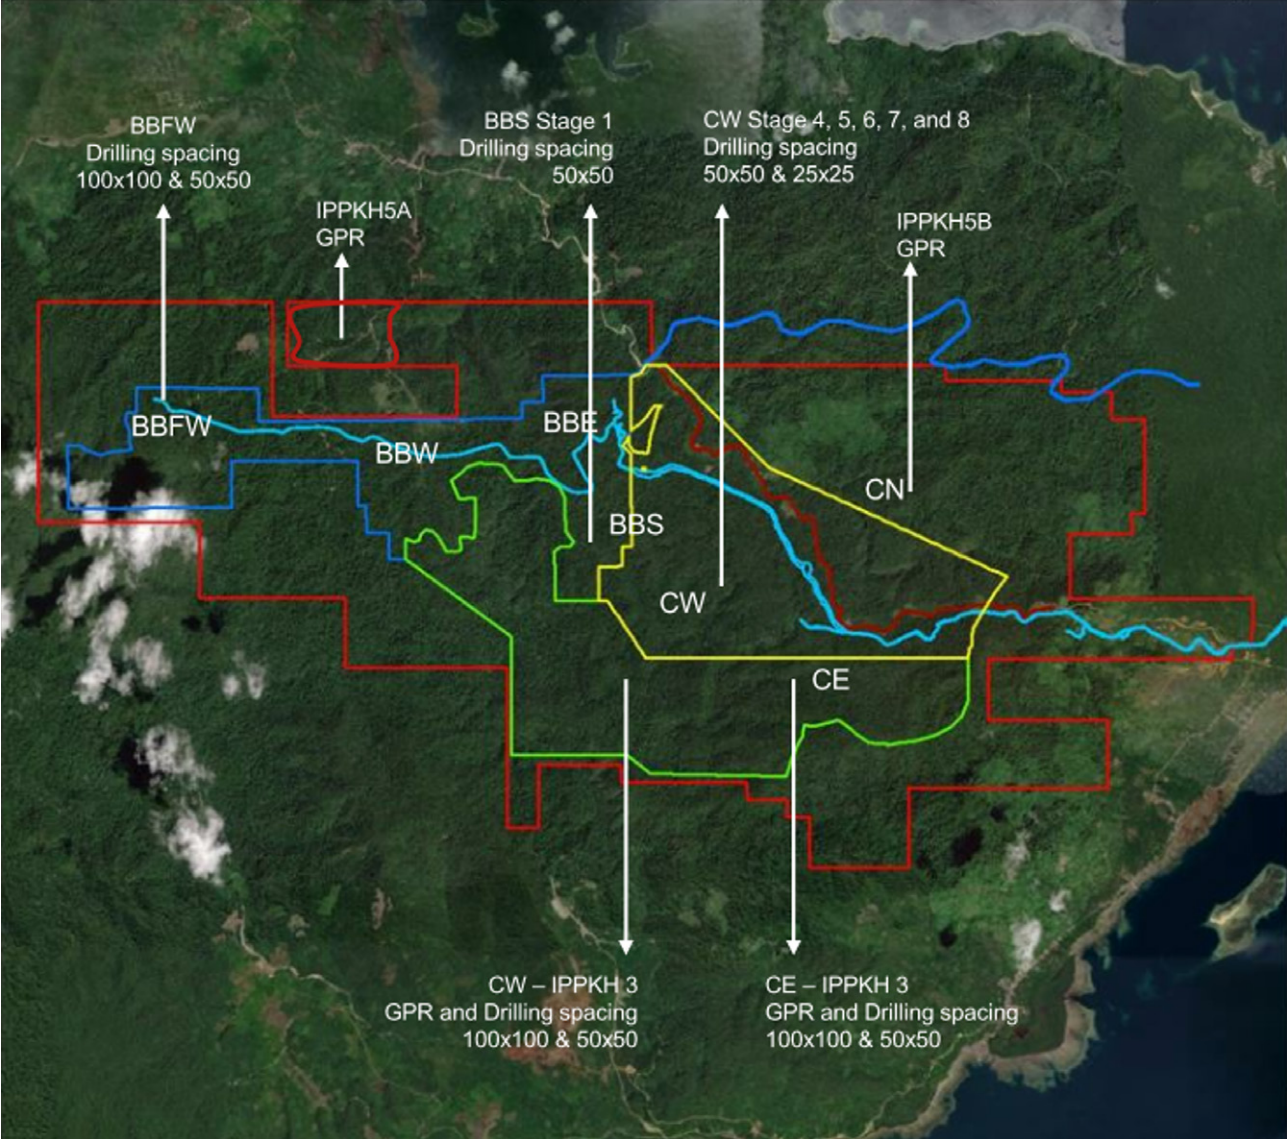 BBFW
Drilling spacing
100x100 & 50x50
BBS Stage 1
Drilling spacing
50x50
CW Stage 4, 5, 6, 7, and 8
Drilling spacing
50x50 & 25x25
IPPKH5A
GPR
IPPKH5B
GPR
BBFW
BBW
BBE
BBS
CN
CW
CE
CW – IPPKH 3
GPR and Drilling spacing
100x100 & 50x50
CE – IPPKH 3
GPR and Drilling spacing
100x100 & 50x50